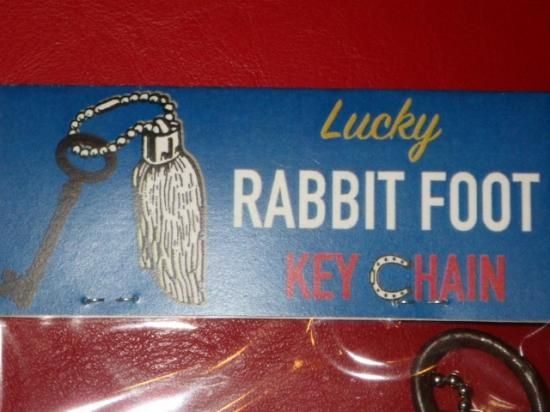 Lucky
RABBIT FOOT
KEY CHAIN